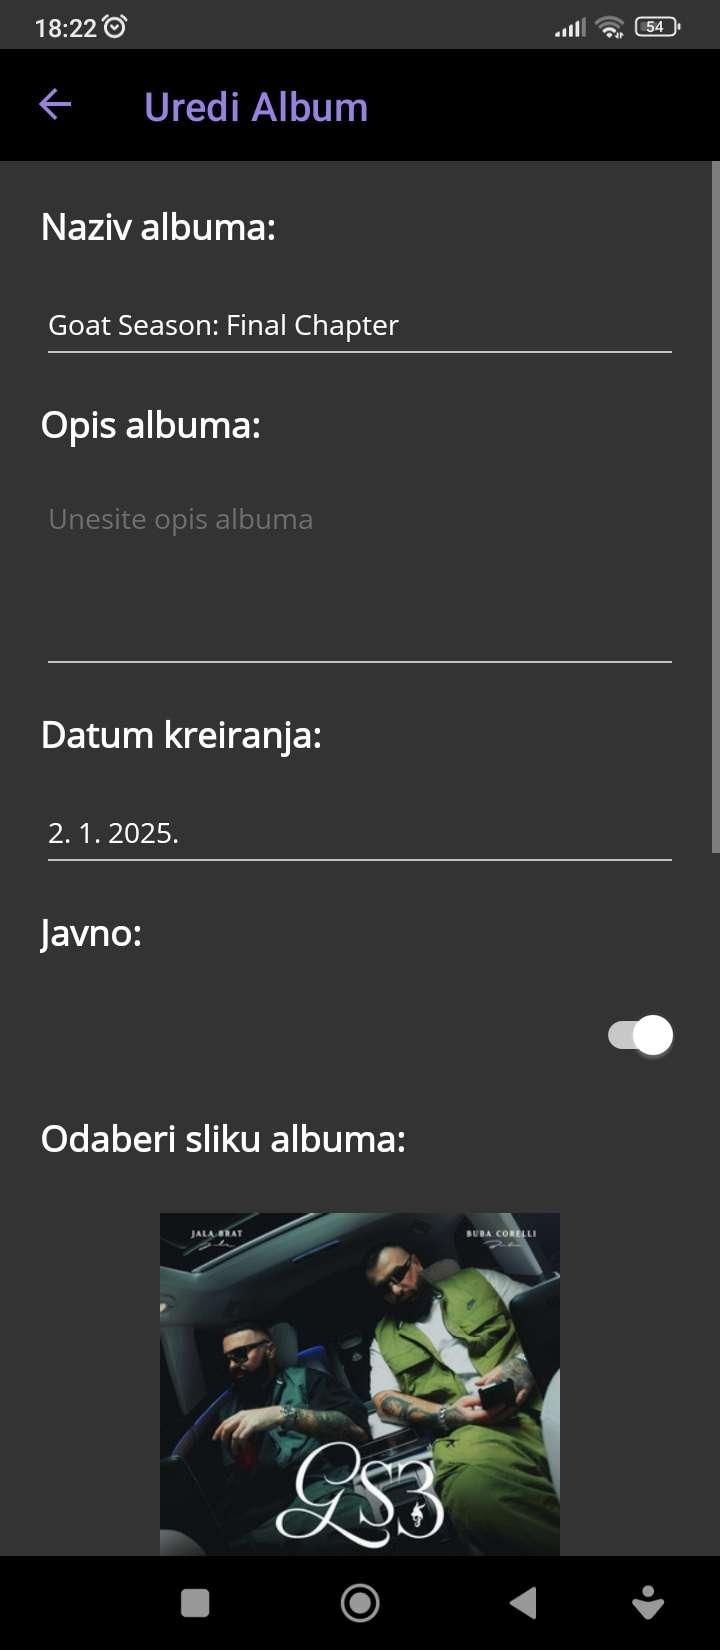 18:22
54
Uredi Album
Naziv albuma:
Goat Season: Final Chapter
Opis albuma:
Unesite opis albuma
Datum kreiranja:
2. 1. 2025.
Javno:
Odaberi sliku albuma:
JALA BRAT
BUBA CORELLI
GS3